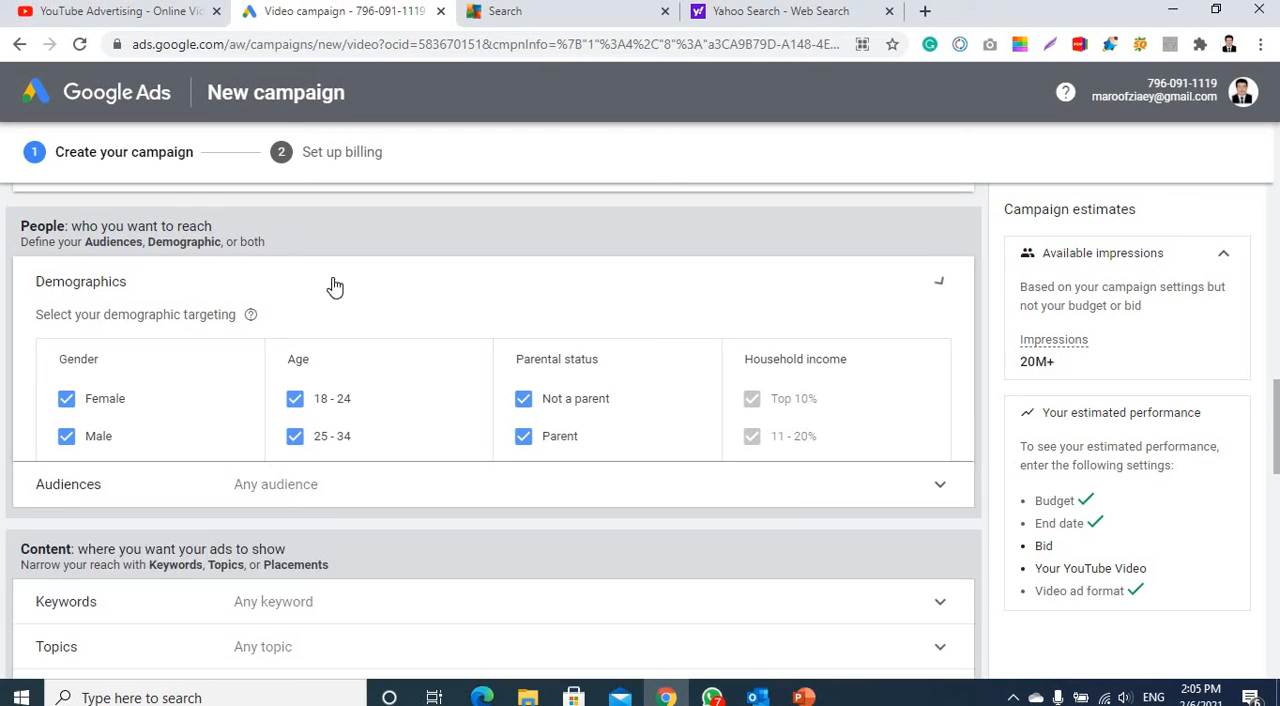 YouTube Advertising - Online Vid
Video campaign - 796-091-1119
Search
Yahoo Search - Web Search
ads.google.com/aw/campaigns/new/video?ocid=583670151&cmpnInfo=%7B"1"%3A4%2C"8"%3A"a3CA9B79D-A148-4E...
Google Ads
New campaign
796-091-1119
maroofziaey@gmail.com
1 Create your campaign
2 Set up billing
People: who you want to reach
Define your Audiences, Demographic, or both
Demographics
Select your demographic targeting
Gender
Age
Parental status
Household income
Female
18 - 24
Not a parent
Top 10%
Male
25 - 34
Parent
11 - 20%
Audiences
Any audience
Content: where you want your ads to show
Narrow your reach with Keywords, Topics, or Placements
Keywords
Any keyword
Topics
Any topic
Campaign estimates
Available impressions
Based on your campaign settings but
not your budget or bid
Impressions
20M+
Your estimated performance
To see your estimated performance,
enter the following settings:
• Budget
• End date
• Bid
• Your YouTube Video
• Video ad format
Type here to search
7
ENG
2:05 PM
2/6/2021
6